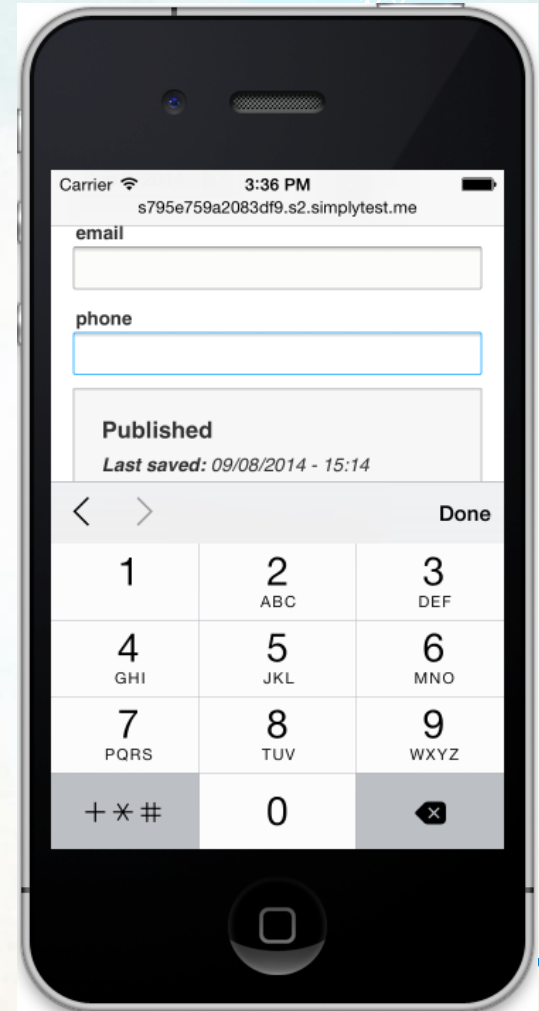 Carrier 3:36 PM
s795e759a2083df9.s2.simplytest.me
email
phone
Published
Last saved: 09/08/2014 - 15:14
Done
1 2 3
ABC DEF
4 5 6
GHI JKL MNO
7 8 9
PQRS TUV WXYZ
+*# 0